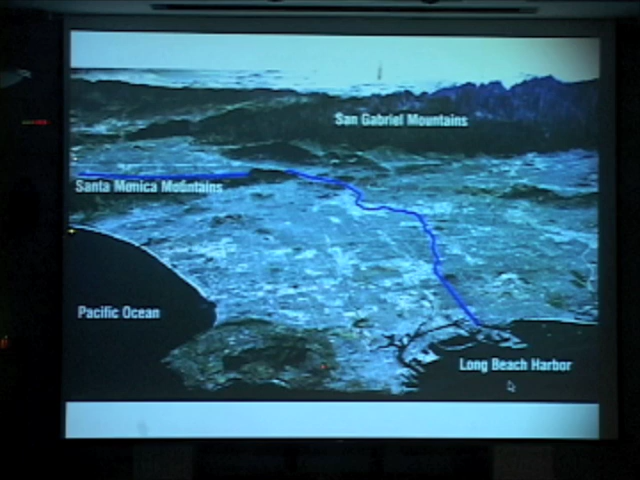 San Gabriel Mountains
Santa Monica Mountains
Pacific Ocean
Long Beach Harbor